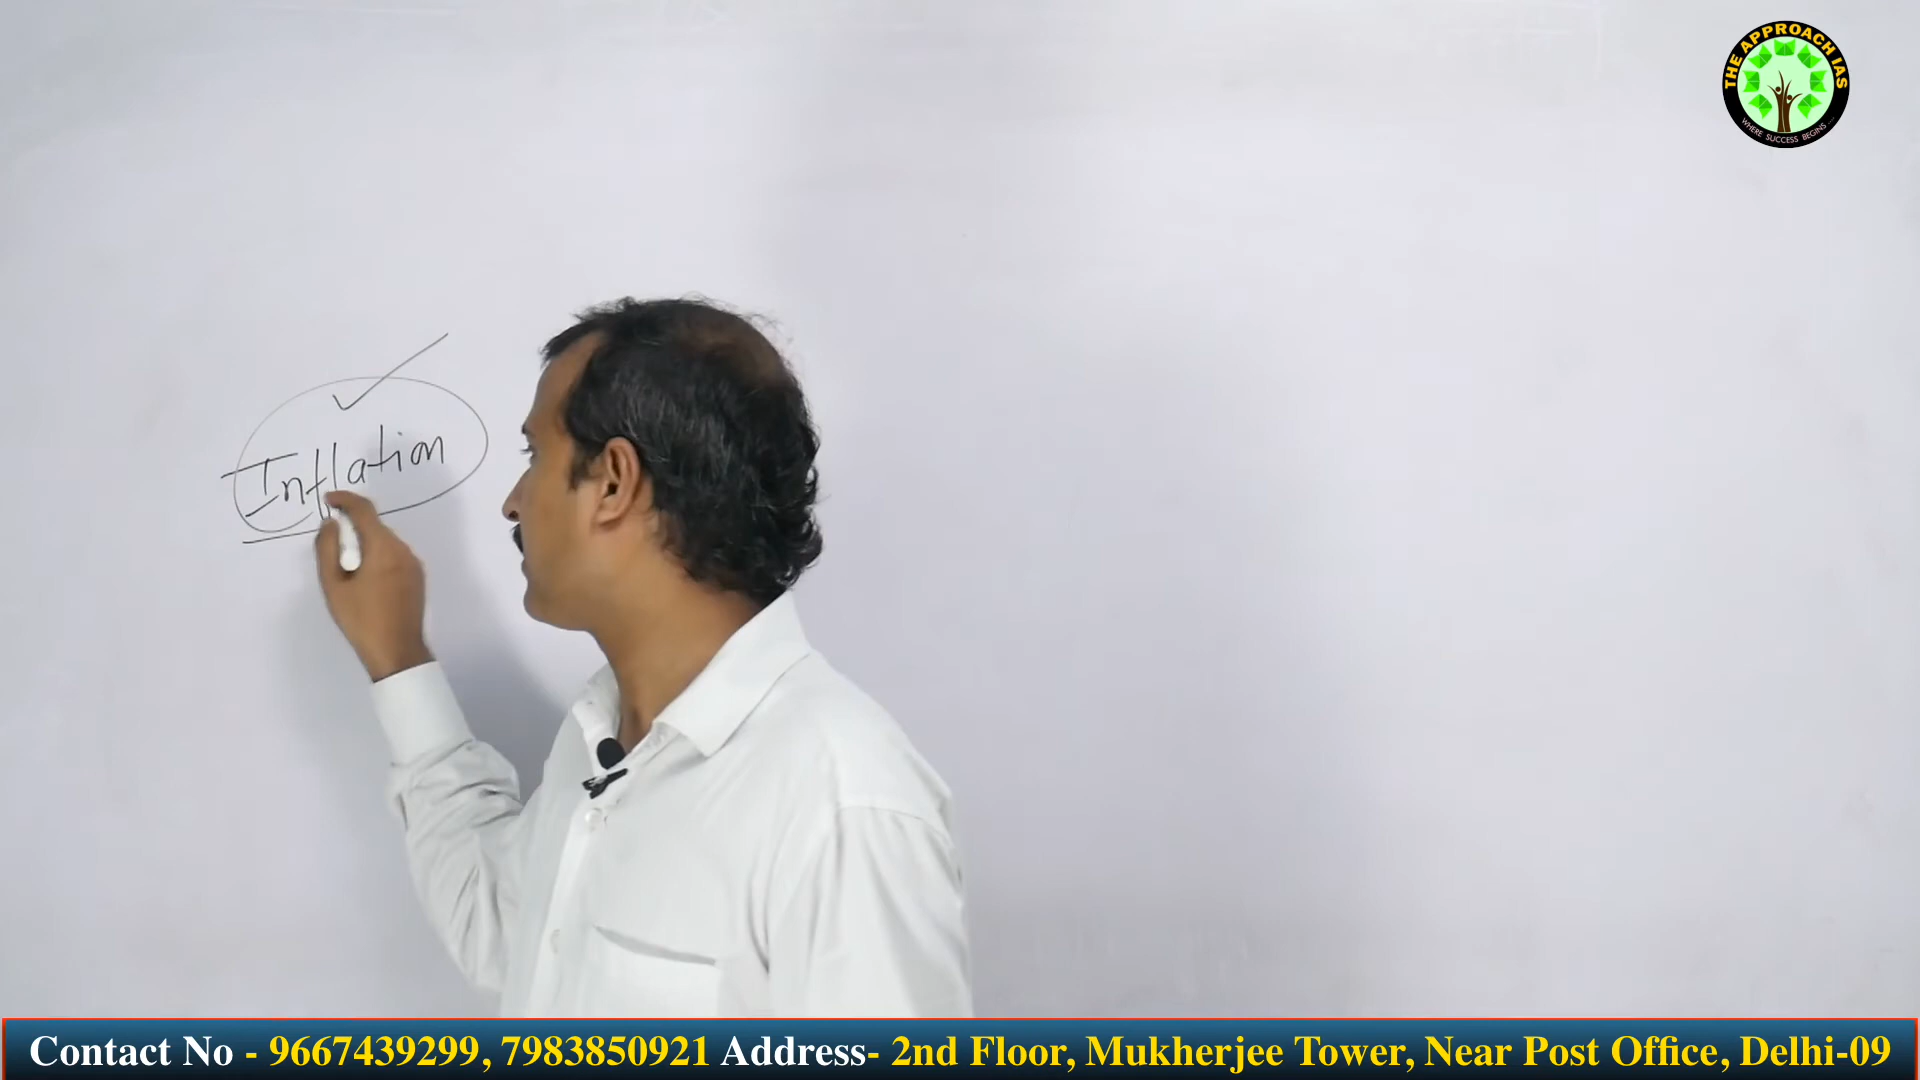 THE APPROACH IAS
WHERE SUCCESS BEGINS ....
Inflation
Contact No - 9667439299, 7983850921 Address- 2nd Floor, Mukherjee Tower, Near Post Office, Delhi-09